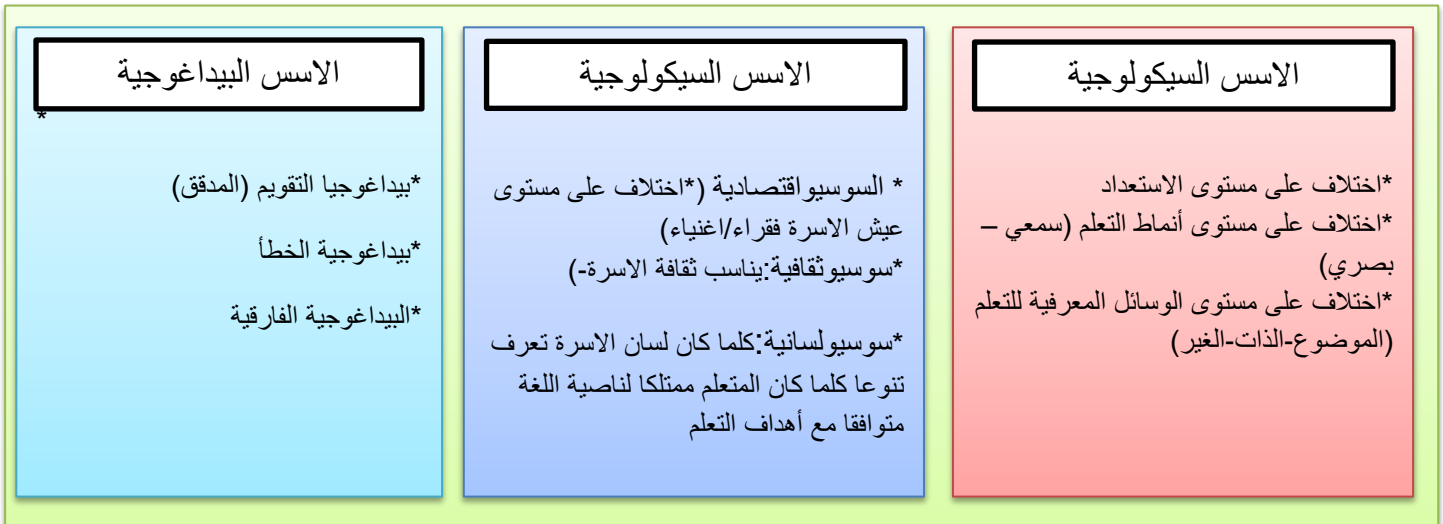 الاسس السيكولوجية
*اختلاف على مستوى الاستعداد
*اختلاف على مستوى أنماط التعلم (سمعي –
بصري)
*اختلاف على مستوى الوسائل المعرفية للتعلم
(الموضوع-الذات-الغير)
الاسس السيكولوجية
* السوسيواقتصادية (*اختلاف على مستوى
عيش الاسرة فقراء/اغنياء)
*سوسيوثقافية:يناسب ثقافة الاسرة-)
*سوسيولسانية:كلما كان لسان الاسرة تعرف
تنوعا كلما كان المتعلم ممتلكا لناصية اللغة
متوافقا مع أهداف التعلم
الاسس البيداغوجية
*
*بيداغوجيا التقويم (المدقق)
*بيداغوجية الخطأ
*البيداغوجية الفارقية